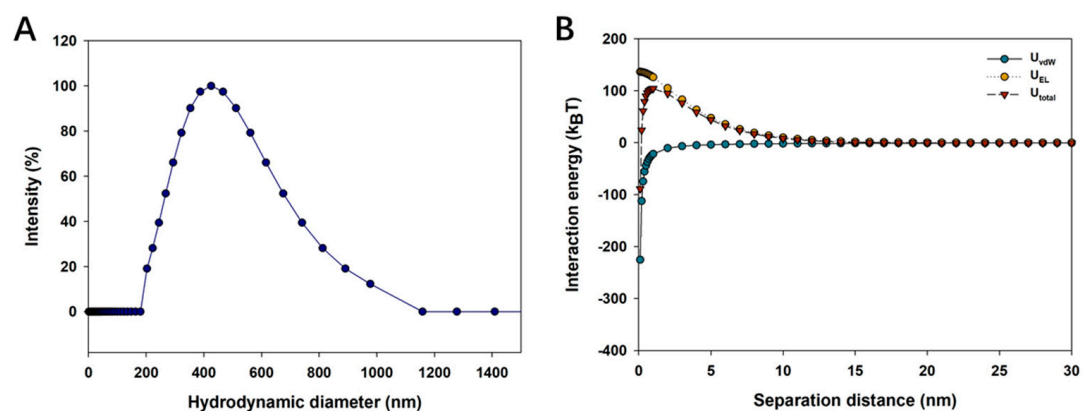 A
120
100
80
60
40
20
0
Intensity (%)
0 200 400 600 800 1000 1200 1400
Hydrodynamic diameter (nm)
B
200
100
0
-100
-200
-300
-400
Interaction energy (kBT)
UvdW
UEL
Utotal
0 5 10 15 20 25 30
Separation distance (nm)